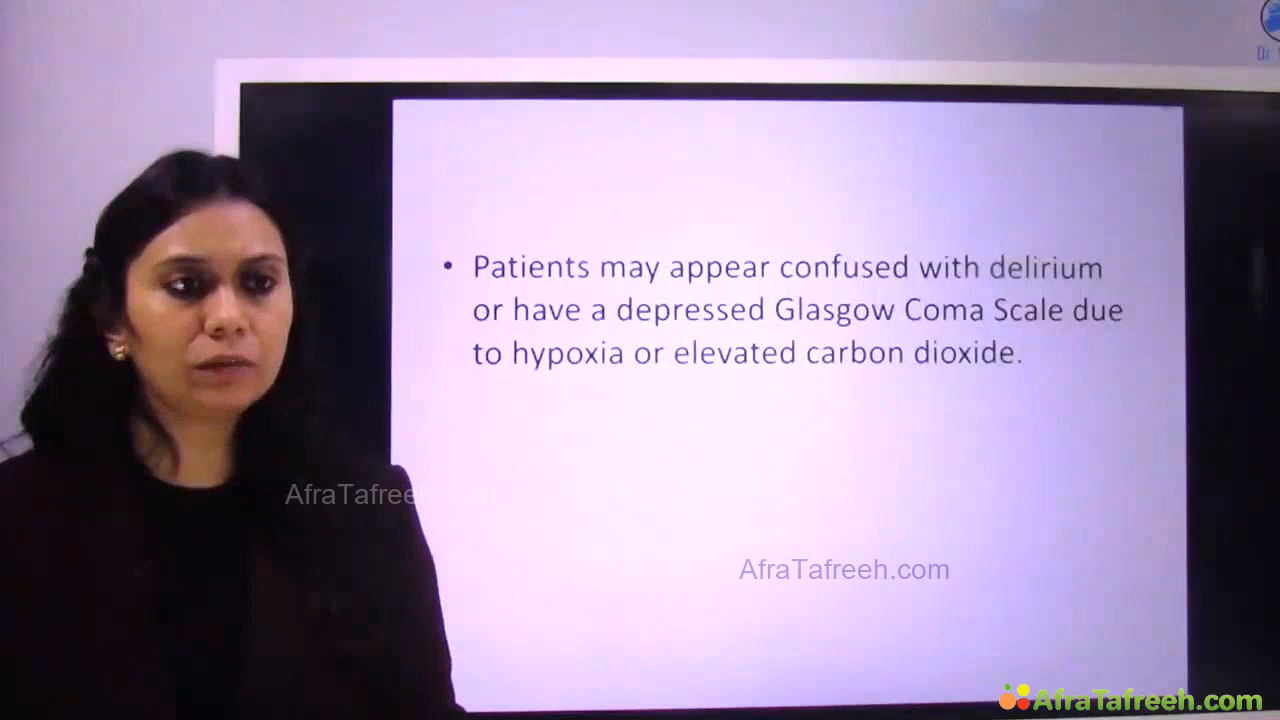 Dr
• Patients may appear confused with delirium
or have a depressed Glasgow Coma Scale due
to hypoxia or elevated carbon dioxide.
AfraTafreeh.com
AfraTafreeh.com
AfraTafreeh.com